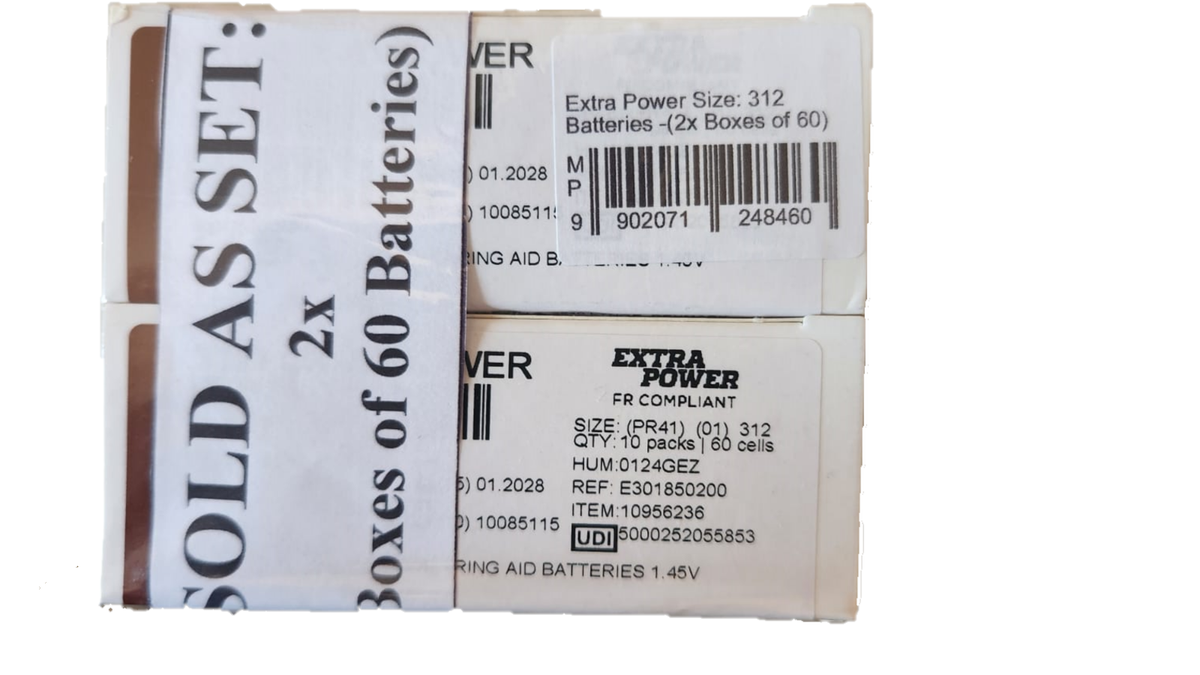 SOLD AS SET:
2x
Boxes of 60 Batteries)
WER
) 01.2028
) 10085115
RING AID BATTERIES 1.45V
Extra Power Size: 312
Batteries -(2x Boxes of 60)
MP
9 902071 248460
WER
5) 01.2028
0) 10085115
RING AID BATTERIES 1.45V
EXTRA
POWER
FR COMPLIANT
SIZE: (PR41) (01) 312
QTY: 10 packs | 60 cells
HUM:0124GEZ
REF: E301850200
ITEM:10956236
UDI 5000252055853